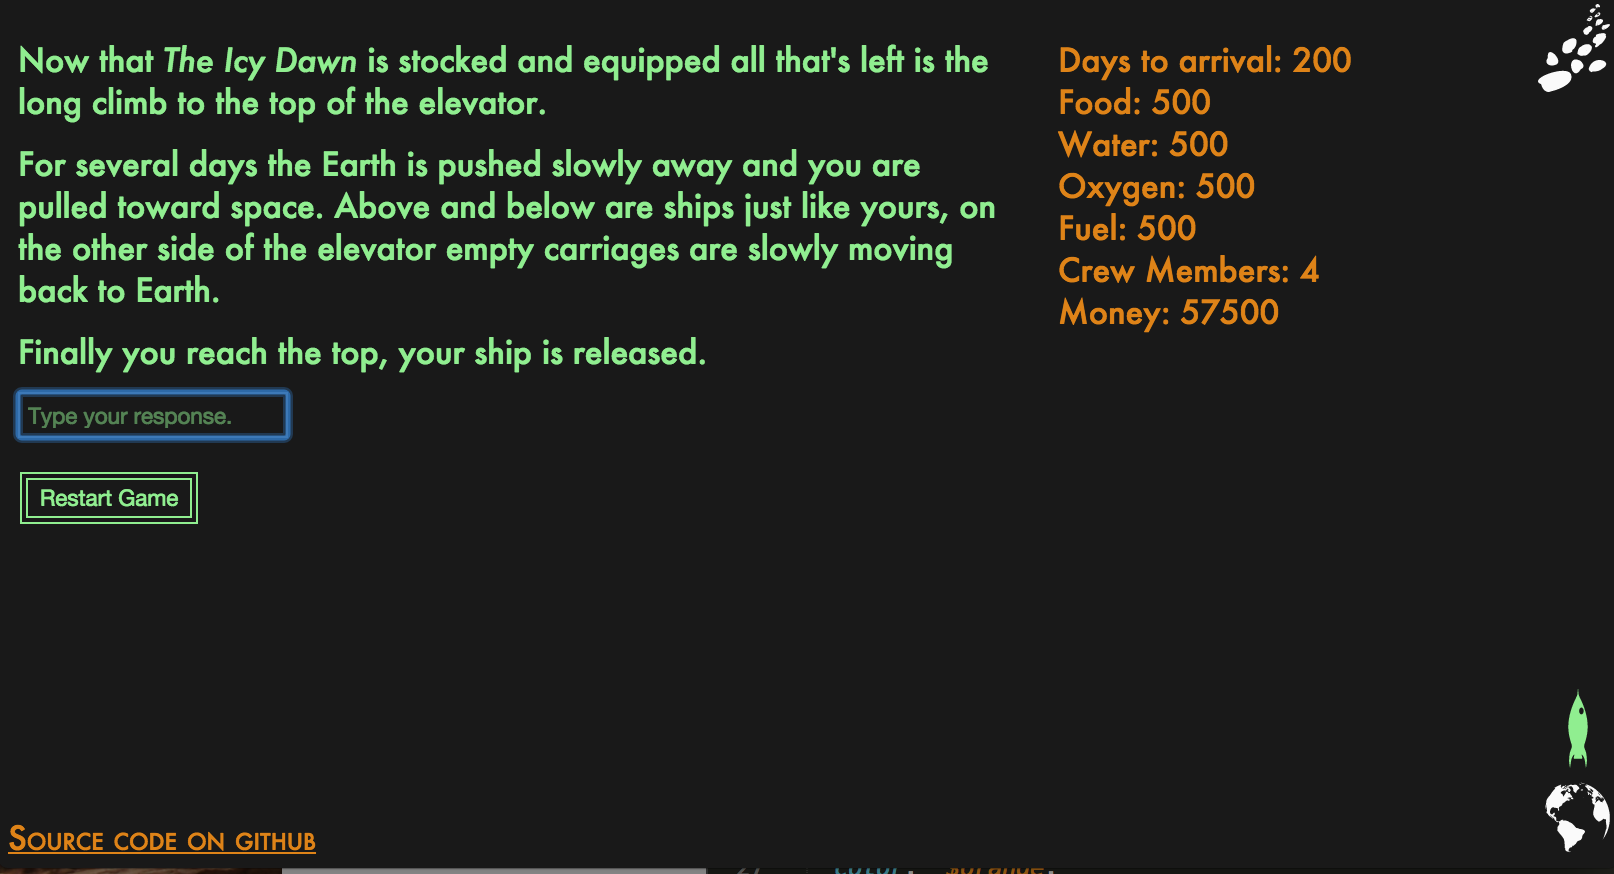 Now that The Icy Dawn is stocked and equipped all that's left is the
long climb to the top of the elevator.
For several days the Earth is pushed slowly away and you are
pulled toward space. Above and below are ships just like yours, on
the other side of the elevator empty carriages are slowly moving
back to Earth.
Finally you reach the top, your ship is released.
Type your response.
Restart Game
Days to arrival: 200
Food: 500
Water: 500
Oxygen: 500
Fuel: 500
Crew Members: 4
Money: 57500
Source code on github